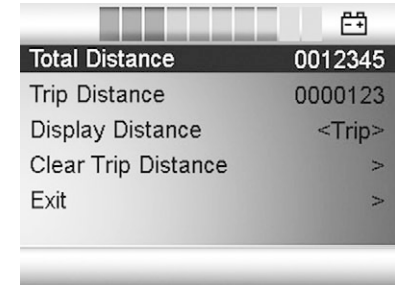 Total Distance 0012345
Trip Distance 0000123
Display Distance <Trip>
Clear Trip Distance >
Exit >